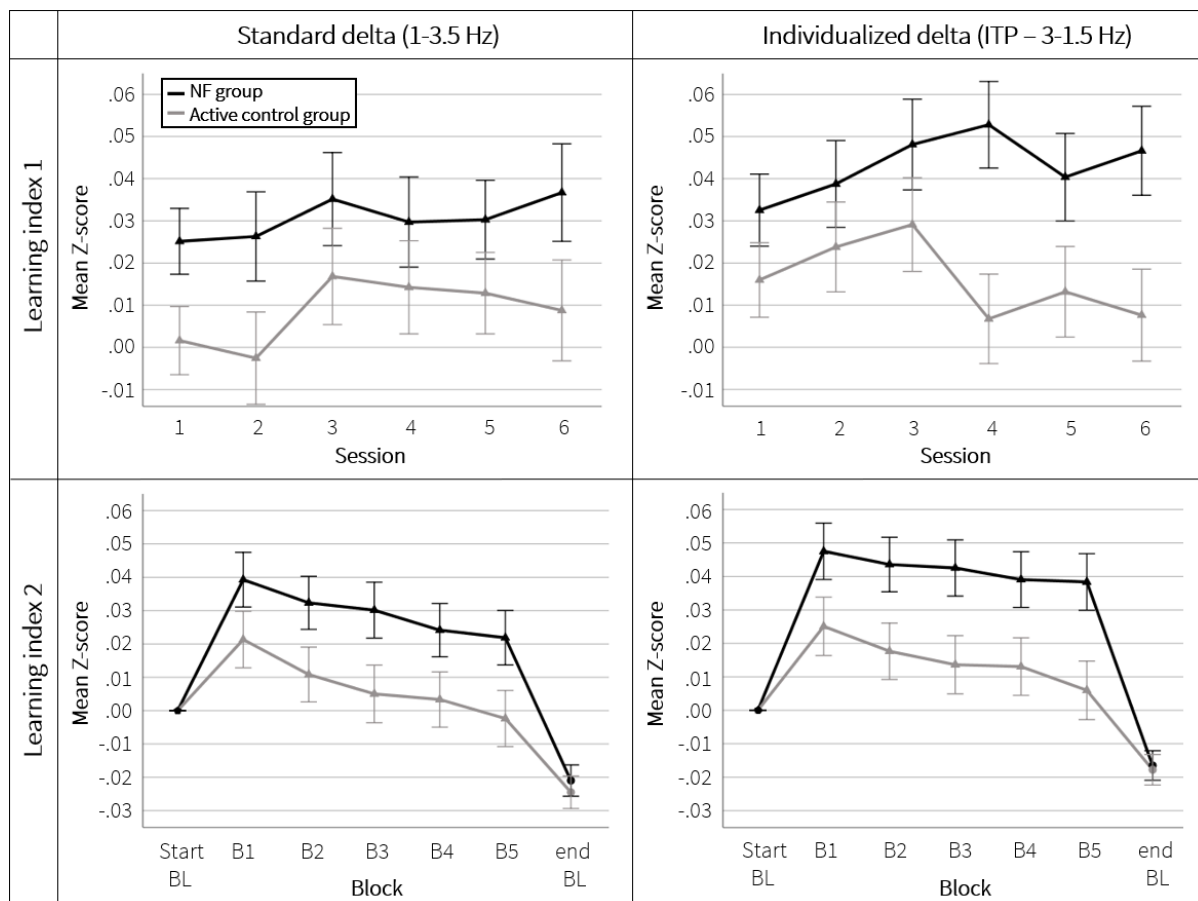 Standard delta (1-3.5 Hz)
Individualized delta (ITP – 3-1.5 Hz)
Learning index 1
Mean Z-score
.06
.05
.04
.03
.02
.01
.00
-.01
NF group
Active control group
1 2 3 4 5 6
Session
Mean Z-score
.06
.05
.04
.03
.02
.01
.00
-.01
1 2 3 4 5 6
Session
Learning index 2
Mean Z-score
.06
.05
.04
.03
.02
.01
.00
-.01
-.02
-.03
Start B1 B2 B3 B4 B5 end
BL BL
Block
Mean Z-score
.06
.05
.04
.03
.02
.01
.00
-.01
-.02
-.03
Start B1 B2 B3 B4 B5 end
BL BL
Block